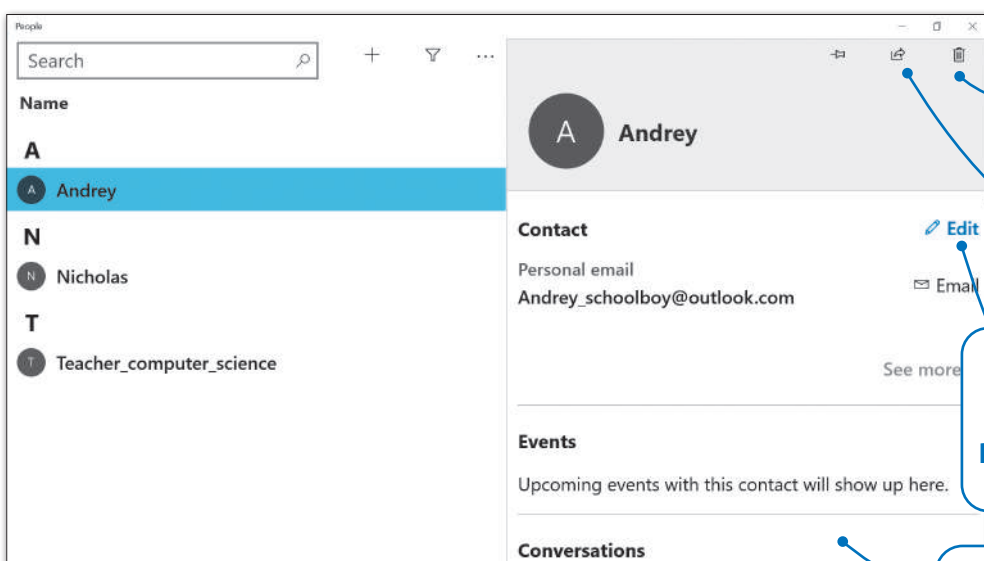 People
Search
Name
A
A Andrey
N
N Nicholas
T
T Teacher_computer_science
A Andrey
Contact
Edit
Personal email
Andrey_schoolboy@outlook.com
Email
See more
Events
Upcoming events with this contact will show up here.
Conversations